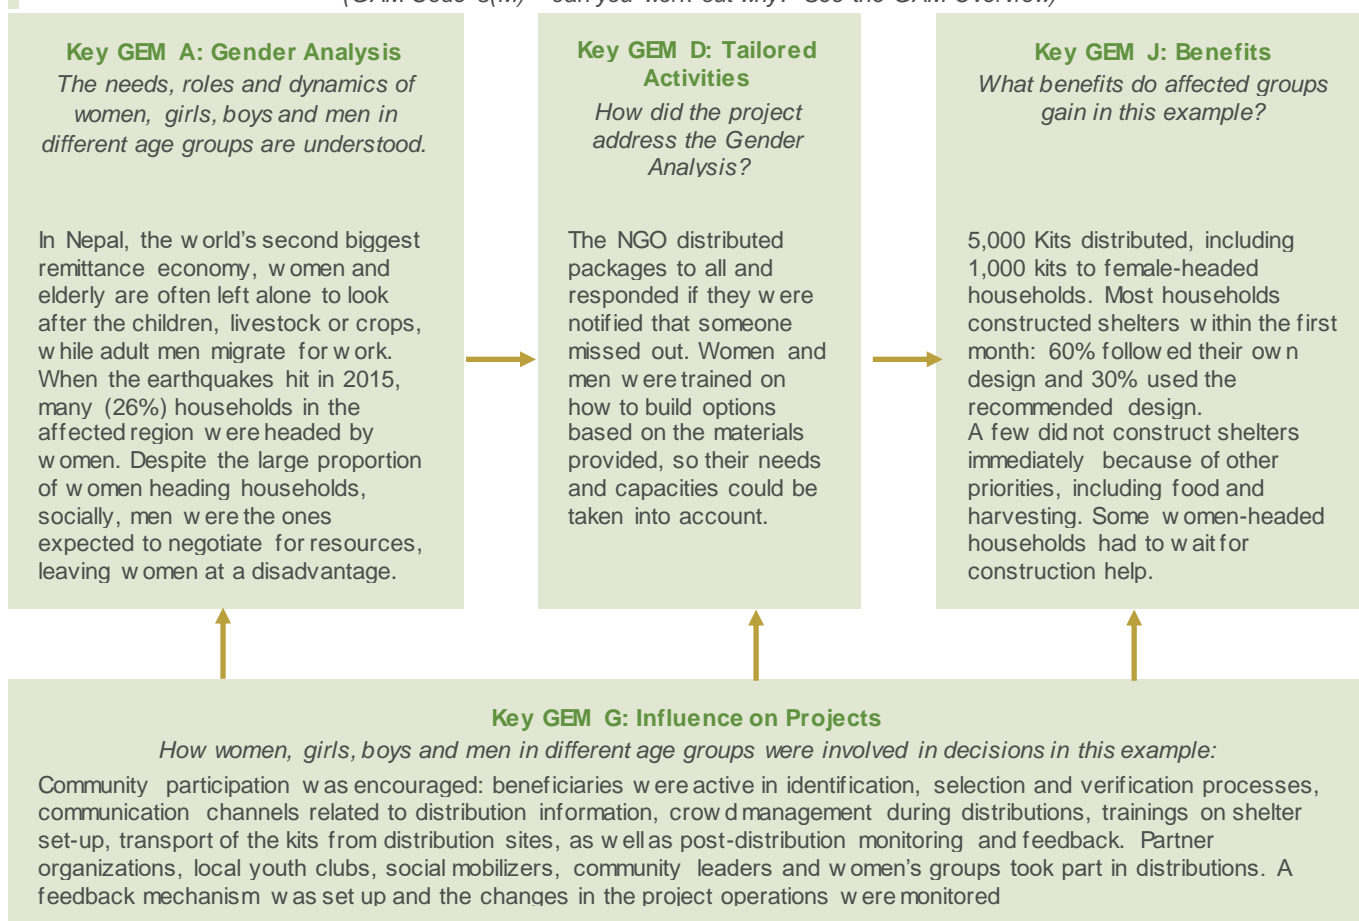 (GAM Code 3(M) – can you work out why? See the GAM Overview)
Key GEM A: Gender Analysis
The needs, roles and dynamics of
women, girls, boys and men in
different age groups are understood.
In Nepal, the world's second biggest
remittance economy, women and
elderly are often left alone to look
after the children, livestock or crops,
while adult men migrate for work.
When the earthquakes hit in 2015,
many (26%) households in the
affected region were headed by
women. Despite the large proportion
of women heading households,
socially, men were the ones
expected to negotiate for resources,
leaving women at a disadvantage.
Key GEM D: Tailored
Activities
How did the project
address the Gender
Analysis?
The NGO distributed
packages to all and
responded if they were
notified that someone
missed out. Women and
men were trained on
how to build options
based on the materials
provided, so their needs
and capacities could be
taken into account.
Key GEM J: Benefits
What benefits do affected groups
gain in this example?
5,000 Kits distributed, including
1,000 kits to female-headed
households. Most households
constructed shelters within the first
month: 60% followed their own
design and 30% used the
recommended design.
A few did not construct shelters
immediately because of other
priorities, including food and
harvesting. Some women-headed
households had to wait for
construction help.
Key GEM G: Influence on Projects
How women, girls, boys and men in different age groups were involved in decisions in this example:
Community participation was encouraged: beneficiaries were active in identification, selection and verification processes,
communication channels related to distribution information, crowd management during distributions, trainings on shelter
set-up, transport of the kits from distribution sites, as well as post-distribution monitoring and feedback. Partner
organizations, local youth clubs, social mobilizers, community leaders and women's groups took part in distributions. A
feedback mechanism was set up and the changes in the project operations were monitored